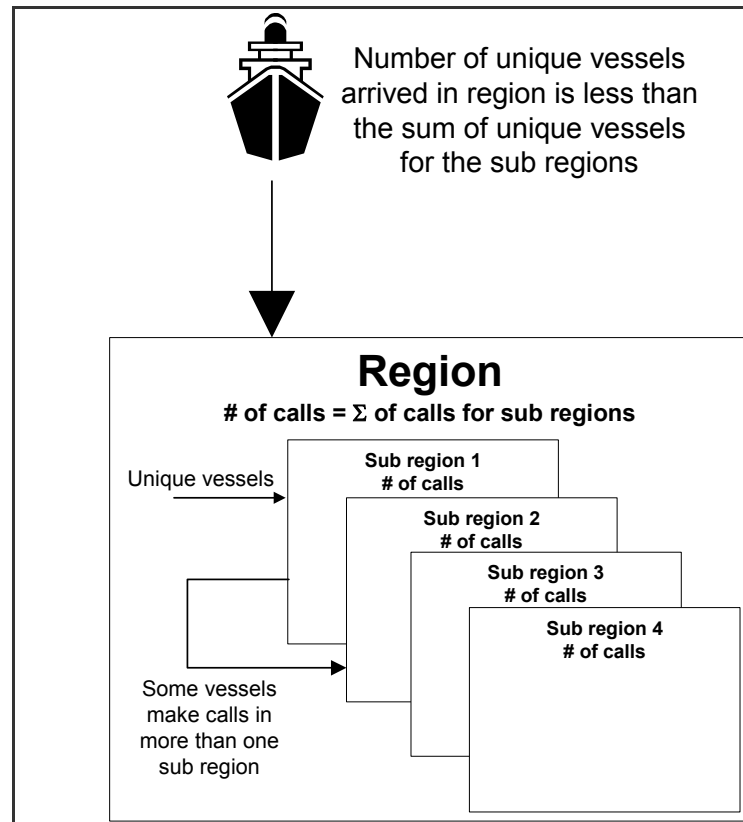 Number of unique vessels
arrived in region is less than
the sum of unique vessels
for the sub regions
Region
# of calls = Σ of calls for sub regions
Unique vessels
Sub region 1
# of calls
Sub region 2
# of calls
Sub region 3
# of calls
Sub region 4
# of calls
Some vessels
make calls in
more than one
sub region